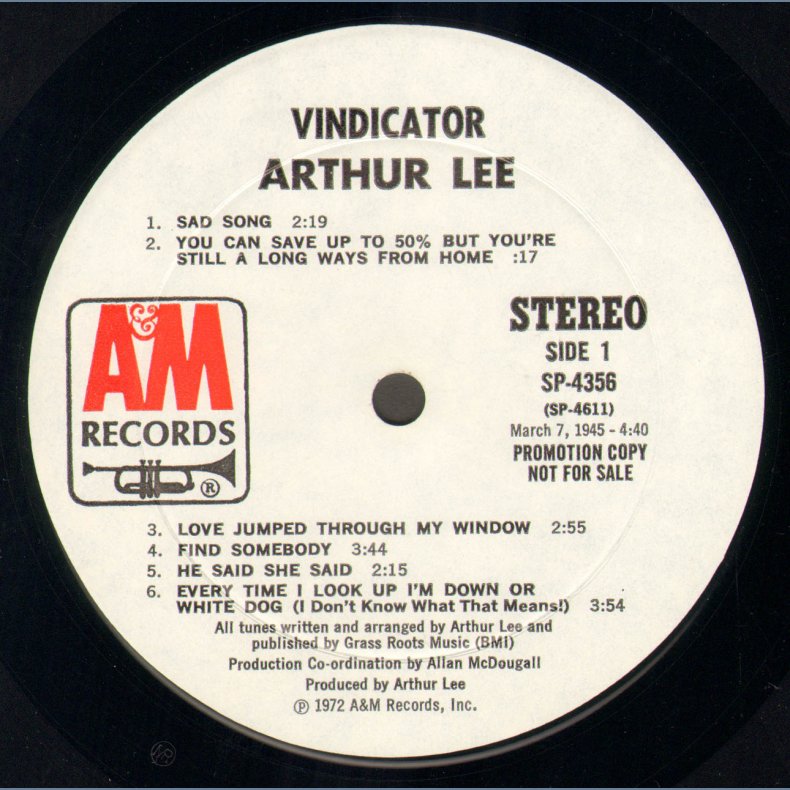 VINDICATOR
ARTHUR LEE
1. SAD SONG 2:19
2. YOU CAN SAVE UP TO 50% BUT YOU'RE
STILL A LONG WAYS FROM HOME :17
A&M
RECORDS
®
STEREO
SIDE 1
SP-4356
(SP-4611)
March 7, 1945 - 4:40
PROMOTION COPY
NOT FOR SALE
3. LOVE JUMPED THROUGH MY WINDOW 2:55
4. FIND SOMEBODY 3:44
5. HE SAID SHE SAID 2:15
6. EVERY TIME I LOOK UP I'M DOWN OR
WHITE DOG (I Don't Know What That Means!) 3:54
All tunes written and arranged by Arthur Lee and
published by Grass Roots Music (BMI)
Production Co-ordination by Allan McDougall
Produced by Arthur Lee
℗ 1972 A&M Records, Inc.